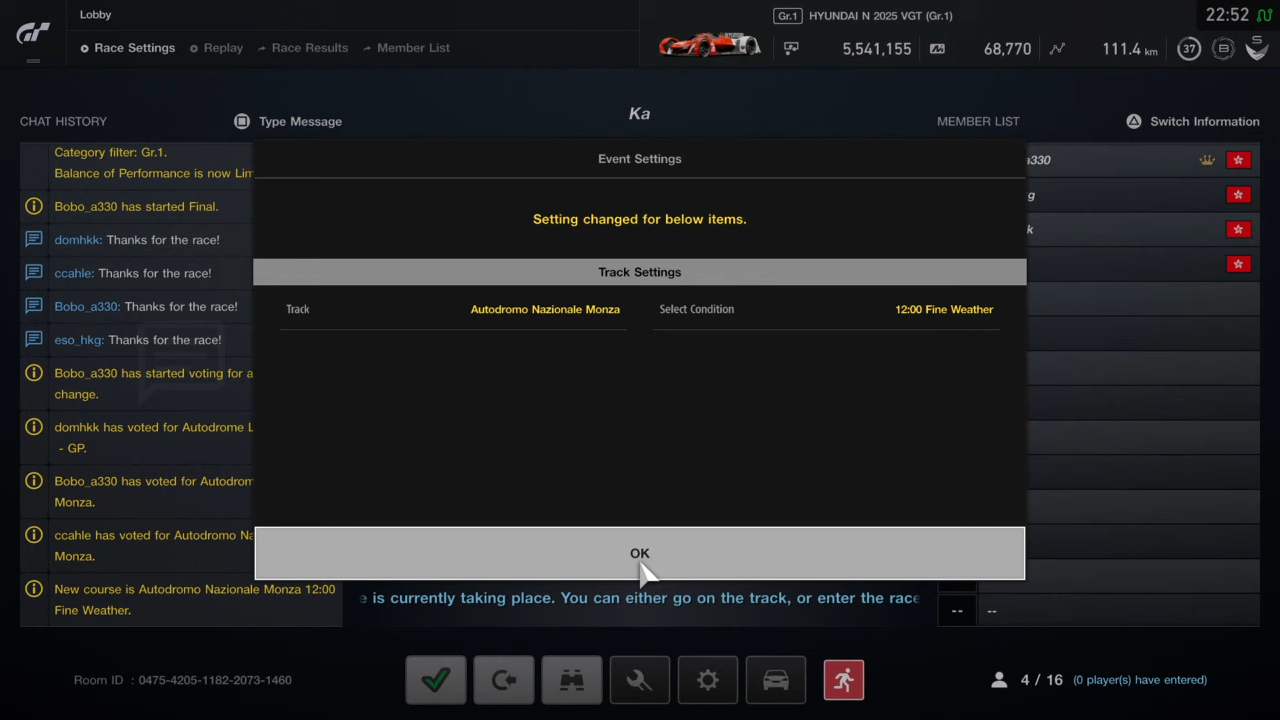 Lobby
Gr.1 HYUNDAI N 2025 VGT (Gr.1)
22:52
Race Settings
Replay
Race Results
Member List
5,541,155
68,770
111.4 km
37
B
S
Ka
CHAT HISTORY
Type Message
MEMBER LIST
Switch Information
Category filter: Gr.1.
Balance of Performance is now Lim
Bobo_a330 has started Final.
domhkk: Thanks for the race!
ccahle: Thanks for the race!
Bobo_a330: Thanks for the race!
eso_hkg: Thanks for the race!
Bobo_a330 has started voting for a
change.
domhkk has voted for Autodrome L
- GP.
Bobo_a330 has voted for Autodrom
Monza.
ccahle has voted for Autodromo Na
Monza.
New course is Autodromo Nazionale Monza 12:00
Fine Weather.
Event Settings
Setting changed for below items.
Track Settings
Track
Autodromo Nazionale Monza
Select Condition
12:00 Fine Weather
OK
a330
g
k
e is currently taking place. You can either go on the track, or enter the race
-- --
Room ID : 0475-4205-1182-2073-1460
4 / 16 (0 player(s) have entered)